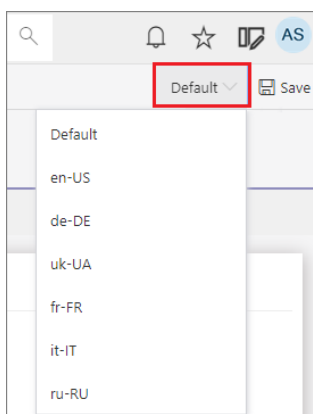 AS
Default
Save
Default
en-US
de-DE
uk-UA
fr-FR
it-IT
ru-RU